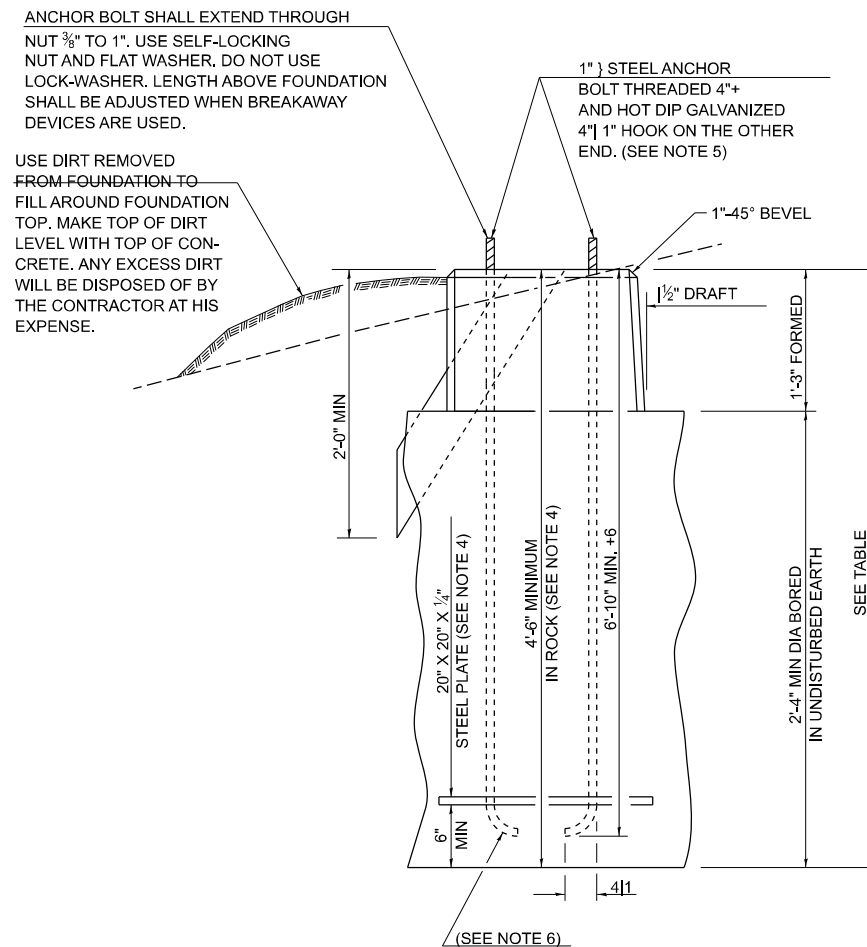 ANCHOR BOLT SHALL EXTEND THROUGH
NUT ⅜" TO 1". USE SELF-LOCKING
NUT AND FLAT WASHER. DO NOT USE
LOCK-WASHER. LENGTH ABOVE FOUNDATION
SHALL BE ADJUSTED WHEN BREAKAWAY
DEVICES ARE USED.
1" } STEEL ANCHOR
BOLT THREADED 4"+
AND HOT DIP GALVANIZED
4"| 1" HOOK ON THE OTHER
END. (SEE NOTE 5)
USE DIRT REMOVED
FROM FOUNDATION TO
FILL AROUND FOUNDATION
TOP. MAKE TOP OF DIRT
LEVEL WITH TOP OF CON-
CRETE. ANY EXCESS DIRT
WILL BE DISPOSED OF BY
THE CONTRACTOR AT HIS
EXPENSE.
1"-45° BEVEL
|½" DRAFT
1'-3" FORMED
2'-0" MIN
20" X 20" X ¼"
STEEL PLATE (SEE NOTE 4)
4'-6" MINIMUM
IN ROCK (SEE NOTE 4)
6'-10" MIN. +6
2'-4" MIN DIA BORED
IN UNDISTURBED EARTH
SEE TABLE
6"
MIN
4|1
(SEE NOTE 6)